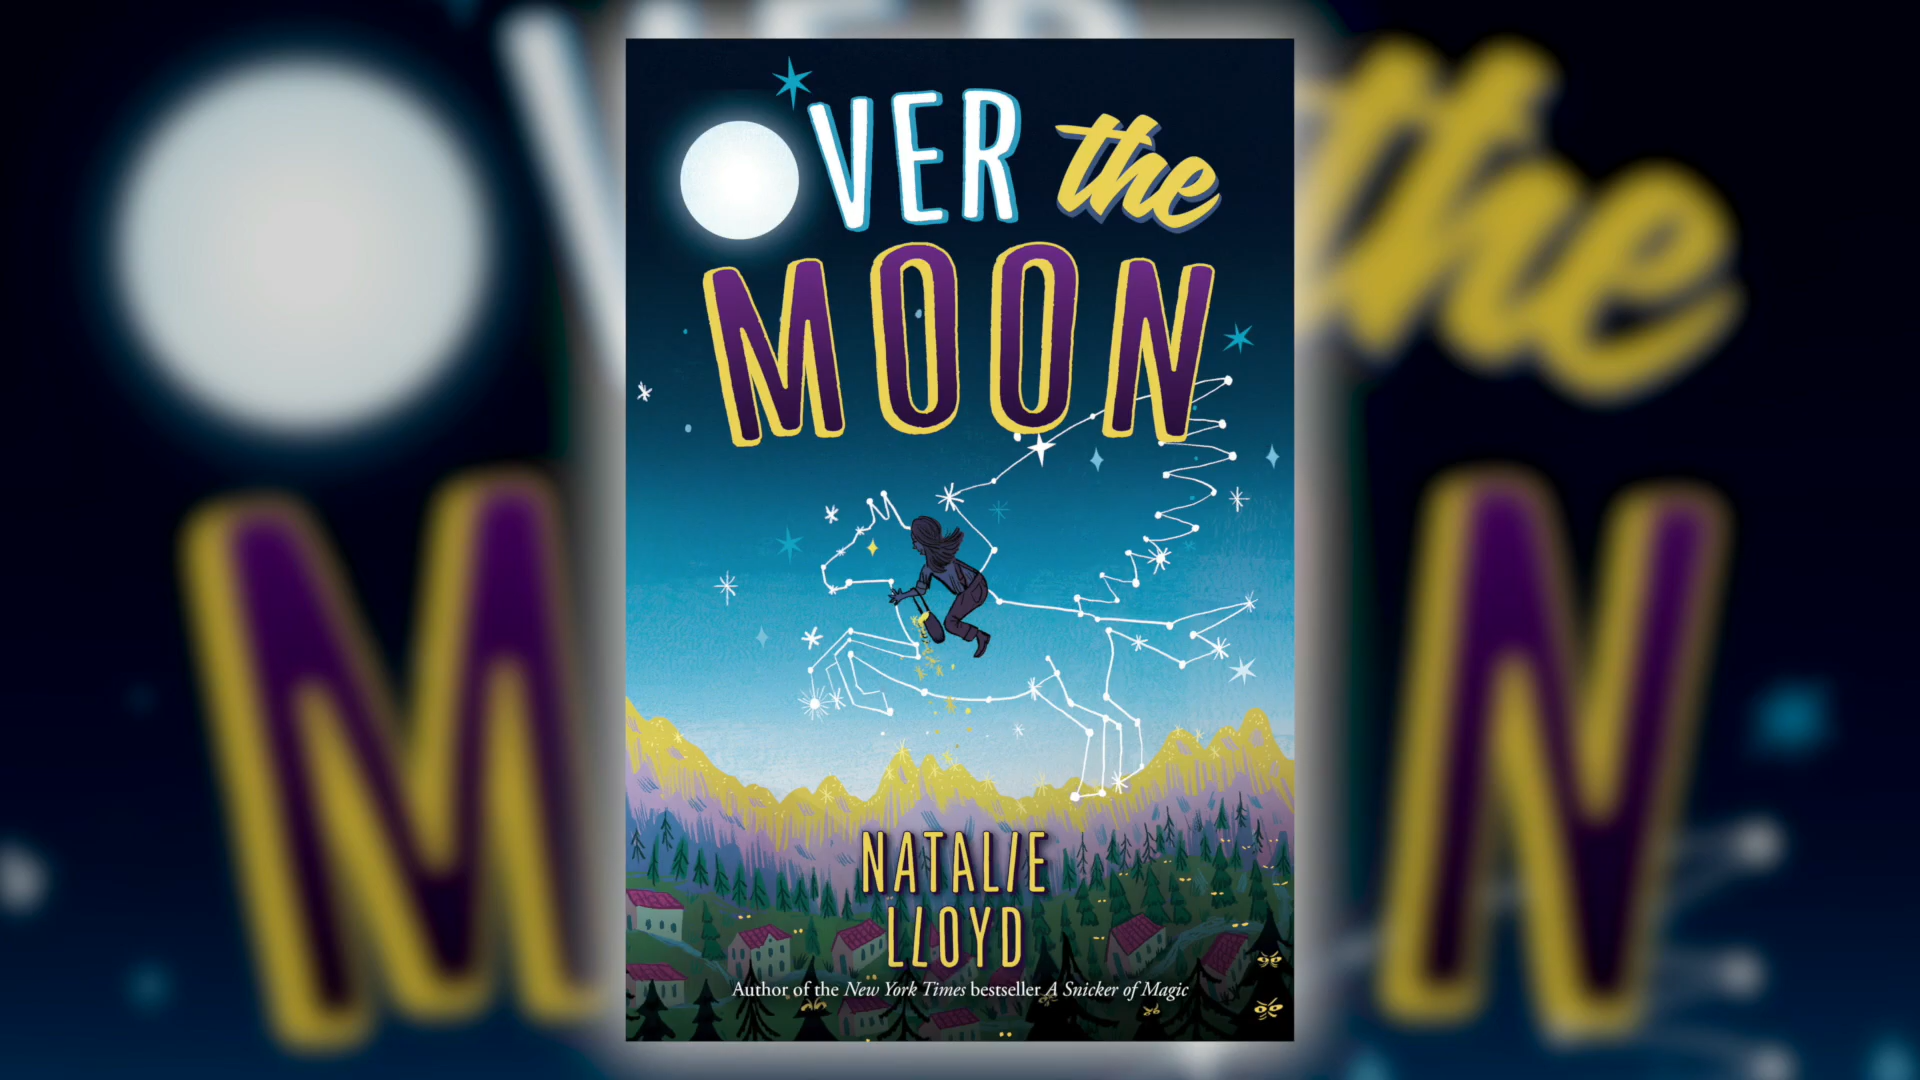 OVER the
MOON
NATALIE
LLOYD
Author of the New York Times bestseller A Snicker of Magic